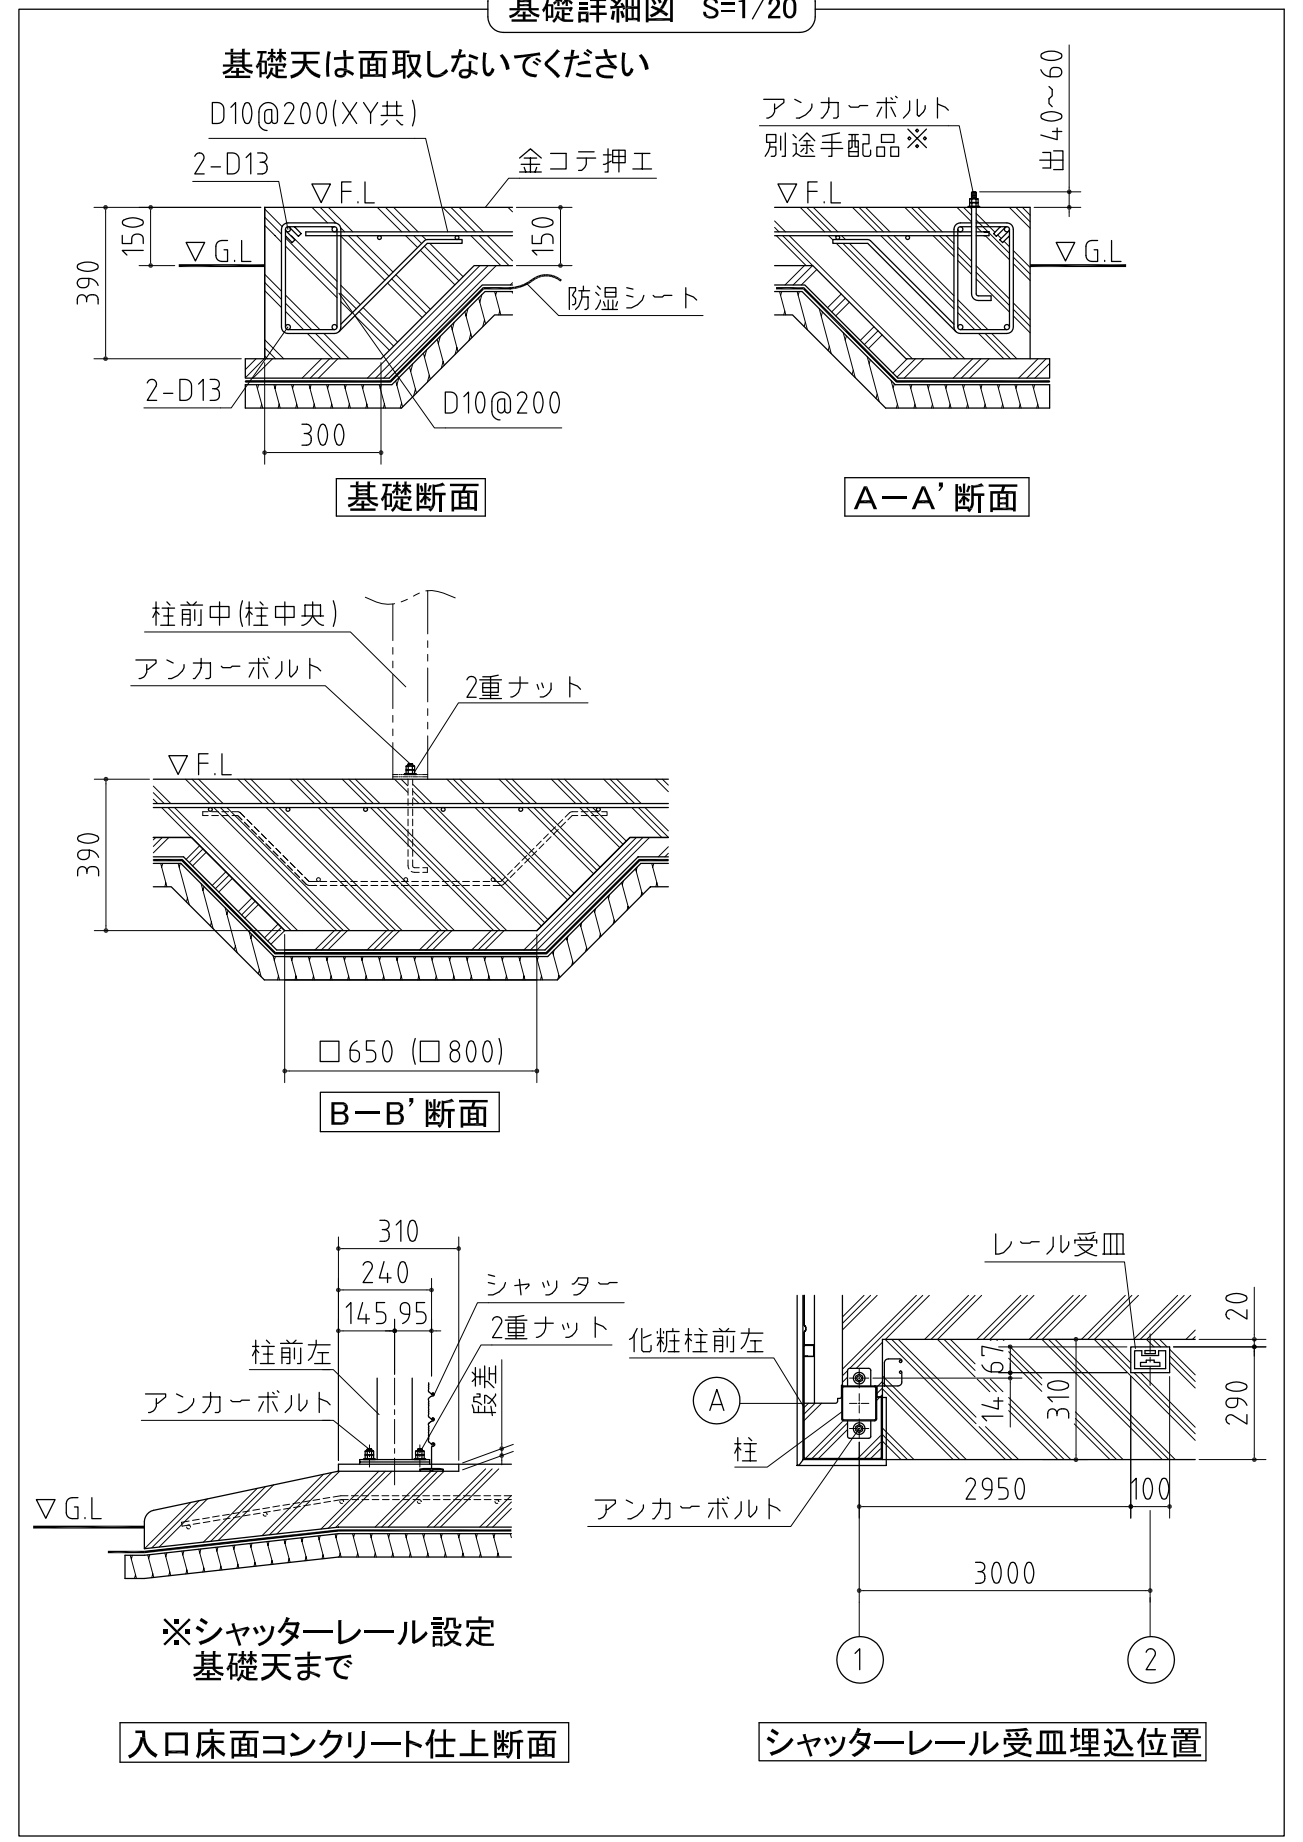 基礎詳細図 S=1/20
基礎天は面取しないでください
D10@200(XY共)
2-D13
金コテ押エ
▽F.L
150
▽G.L
390
150
防湿シート
2-D13
D10@200
300
基礎断面
アンカーボルト
別途手配品※
出40~60
▽F.L
▽G.L
A-A'断面
柱前中(柱中央)
アンカーボルト
2重ナット
▽F.L
390
□650 (□800)
B-B'断面
310
240
145 95
シャッター
2重ナット
柱前左
アンカーボルト
段差
▽G.L
※シャッターレール設定
基礎天まで
入口床面コンクリート仕上断面
レール受皿
化粧柱前左
A
柱
アンカーボルト
67
14
310
20
290
2950
100
3000
1
2
シャッターレール受皿埋込位置